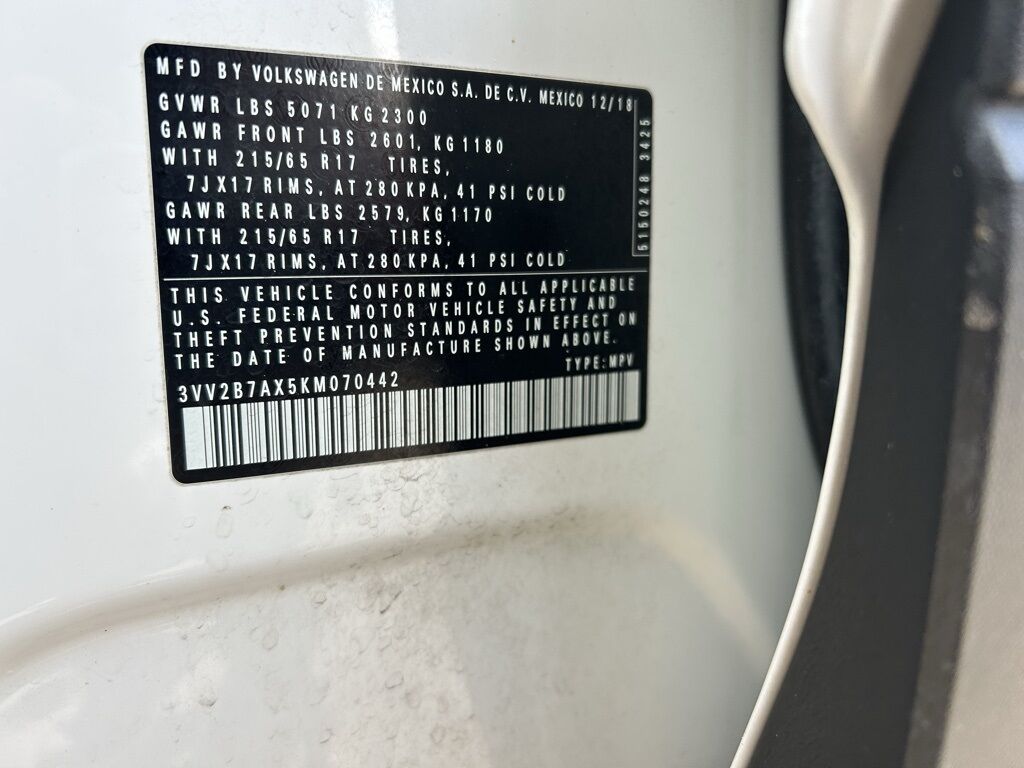 MFD BY VOLKSWAGEN DE MEXICO S.A. DE C.V. MEXICO 12/18
GVWR LBS 5071 KG 2300
GAWR FRONT LBS 2601, KG 1180
WITH 215/65 R17 TIRES,
7JX17 RIMS, AT 280 KPA, 41 PSI COLD
GAWR REAR LBS 2579, KG 1170
WITH 215/65 R17 TIRES,
7JX17 RIMS, AT 280 KPA, 41 PSI COLD
5150248 3425
THIS VEHICLE CONFORMS TO ALL APPLICABLE
U.S. FEDERAL MOTOR VEHICLE SAFETY AND
THEFT PREVENTION STANDARDS IN EFFECT ON
THE DATE OF MANUFACTURE SHOWN ABOVE.
TYPE: MPV
3VV2B7AX5KM070442